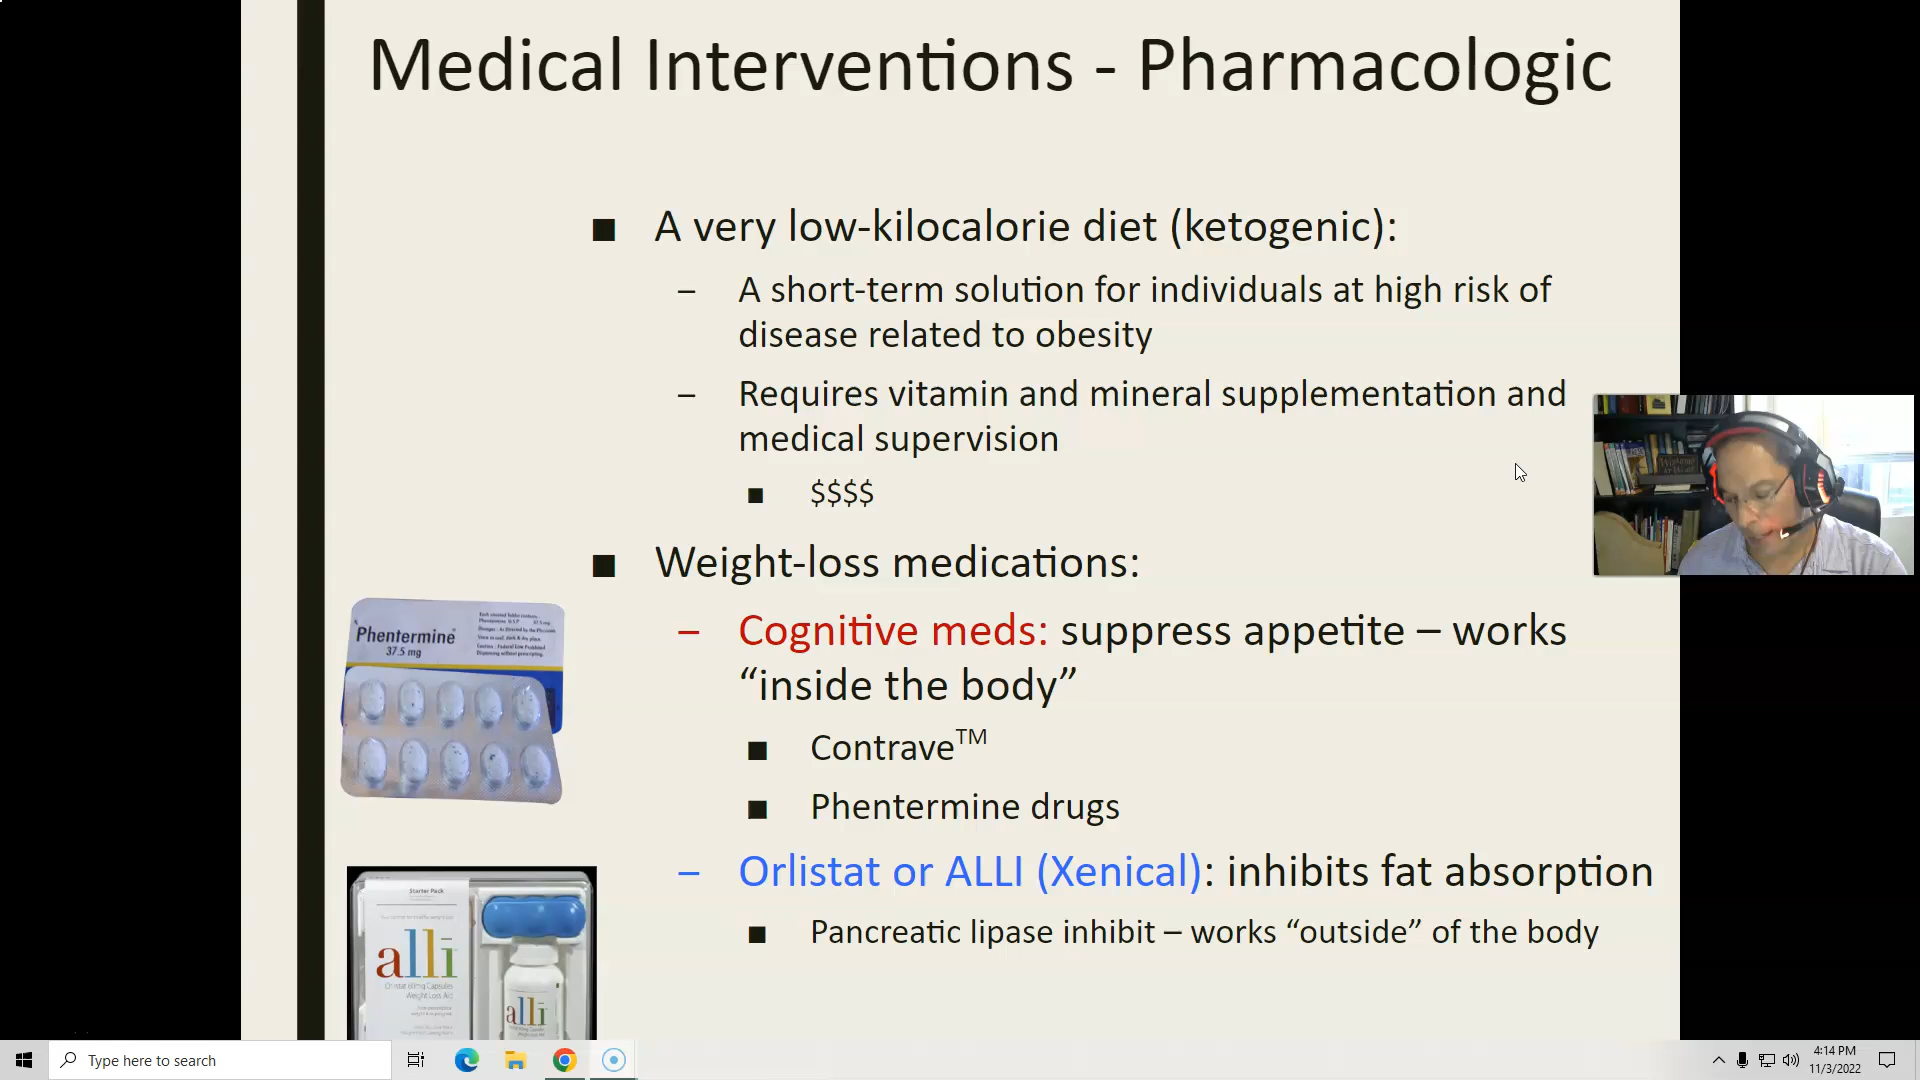 Medical Interventions - Pharmacologic
■ A very low-kilocalorie diet (ketogenic):
– A short-term solution for individuals at high risk of
disease related to obesity
– Requires vitamin and mineral supplementation and
medical supervision
■ $$$$
■ Weight-loss medications:
– Cognitive meds: suppress appetite – works
“inside the body”
■ Contrave™
■ Phentermine drugs
– Orlistat or ALLI (Xenical): inhibits fat absorption
■ Pancreatic lipase inhibit – works “outside” of the body
Phentermine
37.5 mg
Starter Pack
alli
Weight Loss Aid
alli
Type here to search
4:14 PM
11/3/2022